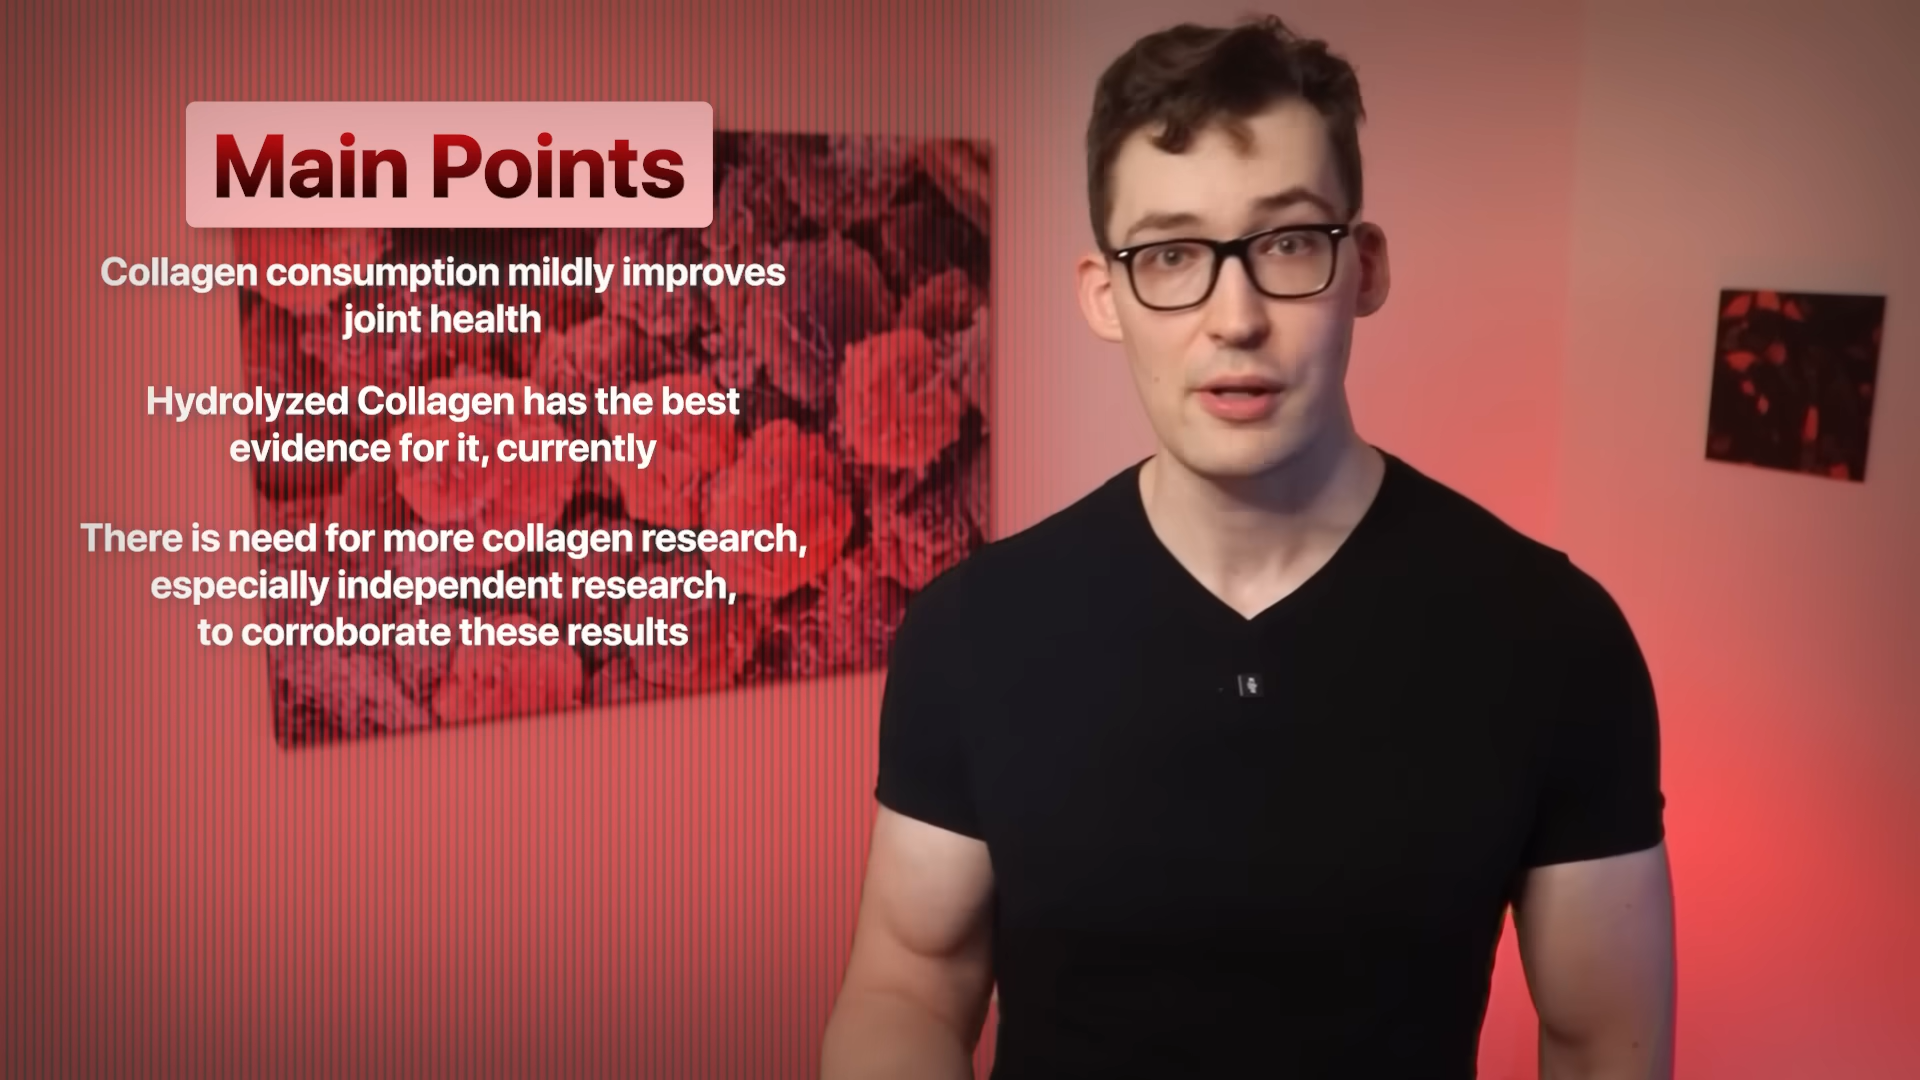 Main Points
Collagen consumption mildly improves
joint health
Hydrolyzed Collagen has the best
evidence for it, currently
There is need for more collagen research,
especially independent research,
to corroborate these results